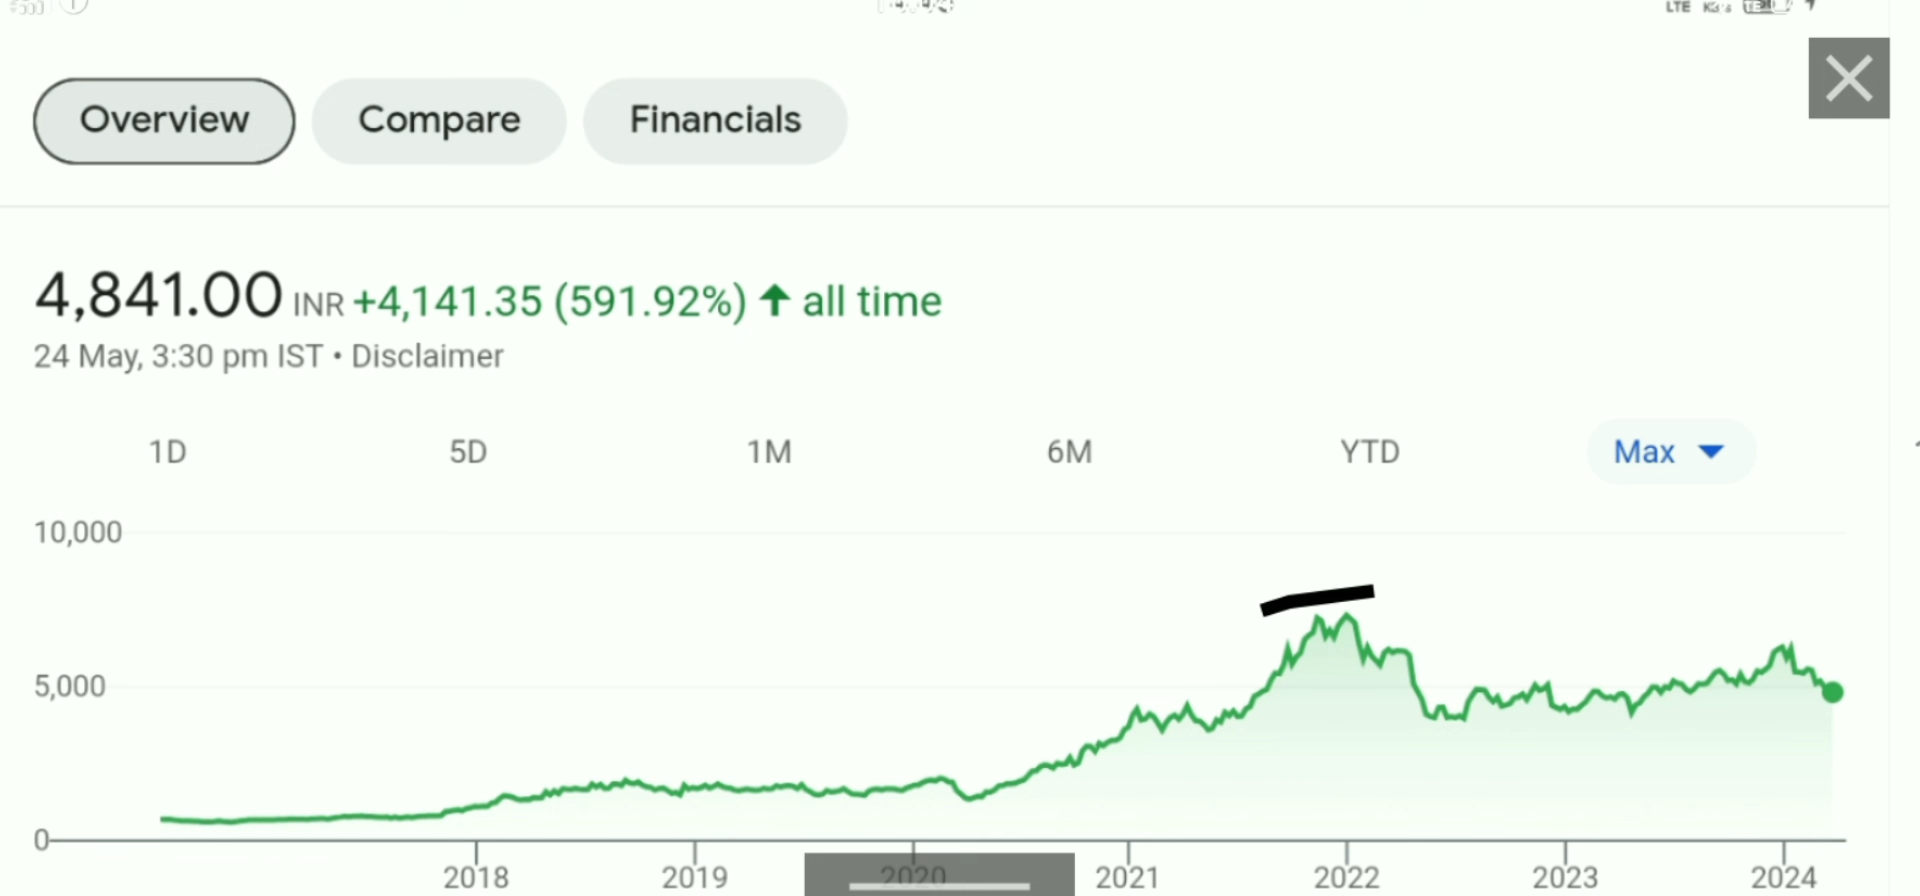 LTE
Overview Compare Financials
4,841.00 INR +4,141.35 (591.92%) all time
24 May, 3:30 pm IST • Disclaimer
1D 5D 1M 6M YTD Max
10,000
5,000
0
2018 2019 2020 2021 2022 2023 2024